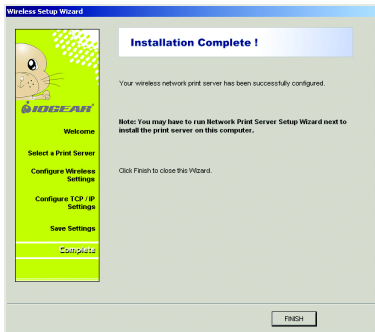 Wireless Setup Wizard
Installation Complete !
Your wireless network print server has been successfully configured.
IOGEAR
Note: You may have to run Network Print Server Setup Wizard next to
install the print server on this computer.
Welcome
Select a Print Server
Configure Wireless
Settings
Click Finish to close this Wizard.
Configure TCP / IP
Settings
Save Settings
Complete
FINISH